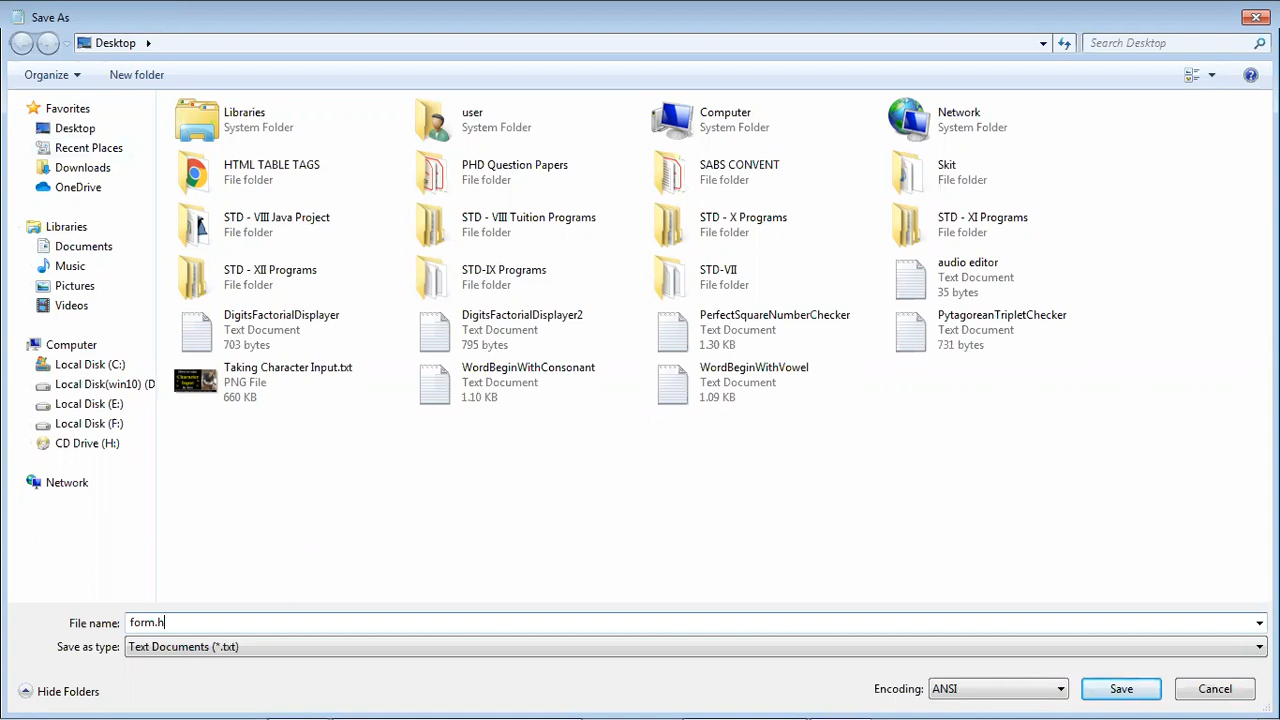 Save As
Desktop
Search Desktop
Organize
New folder
Favorites
Desktop
Recent Places
Downloads
OneDrive
Libraries
Documents
Music
Pictures
Videos
Computer
Local Disk (C:)
Local Disk(win10) (D
Local Disk (E:)
Local Disk (F:)
CD Drive (H:)
Network
Libraries
System Folder
user
System Folder
Computer
System Folder
Network
System Folder
HTML TABLE TAGS
File folder
PHD Question Papers
File folder
SABS CONVENT
File folder
Skit
File folder
STD - VIII Java Project
File folder
STD - VIII Tuition Programs
File folder
STD - X Programs
File folder
STD - XI Programs
File folder
STD - XII Programs
File folder
STD-IX Programs
File folder
STD-VII
File folder
audio editor
Text Document
35 bytes
DigitsFactorialDisplayer
Text Document
703 bytes
DigitsFactorialDisplayer2
Text Document
795 bytes
PerfectSquareNumberChecker
Text Document
1.30 KB
PytagoreanTripletChecker
Text Document
731 bytes
Taking Character Input.txt
PNG File
660 KB
WordBeginWithConsonant
Text Document
1.10 KB
WordBeginWithVowel
Text Document
1.09 KB
File name: form.h
Save as type: Text Documents (*.txt)
Hide Folders
Encoding: ANSI
Save
Cancel